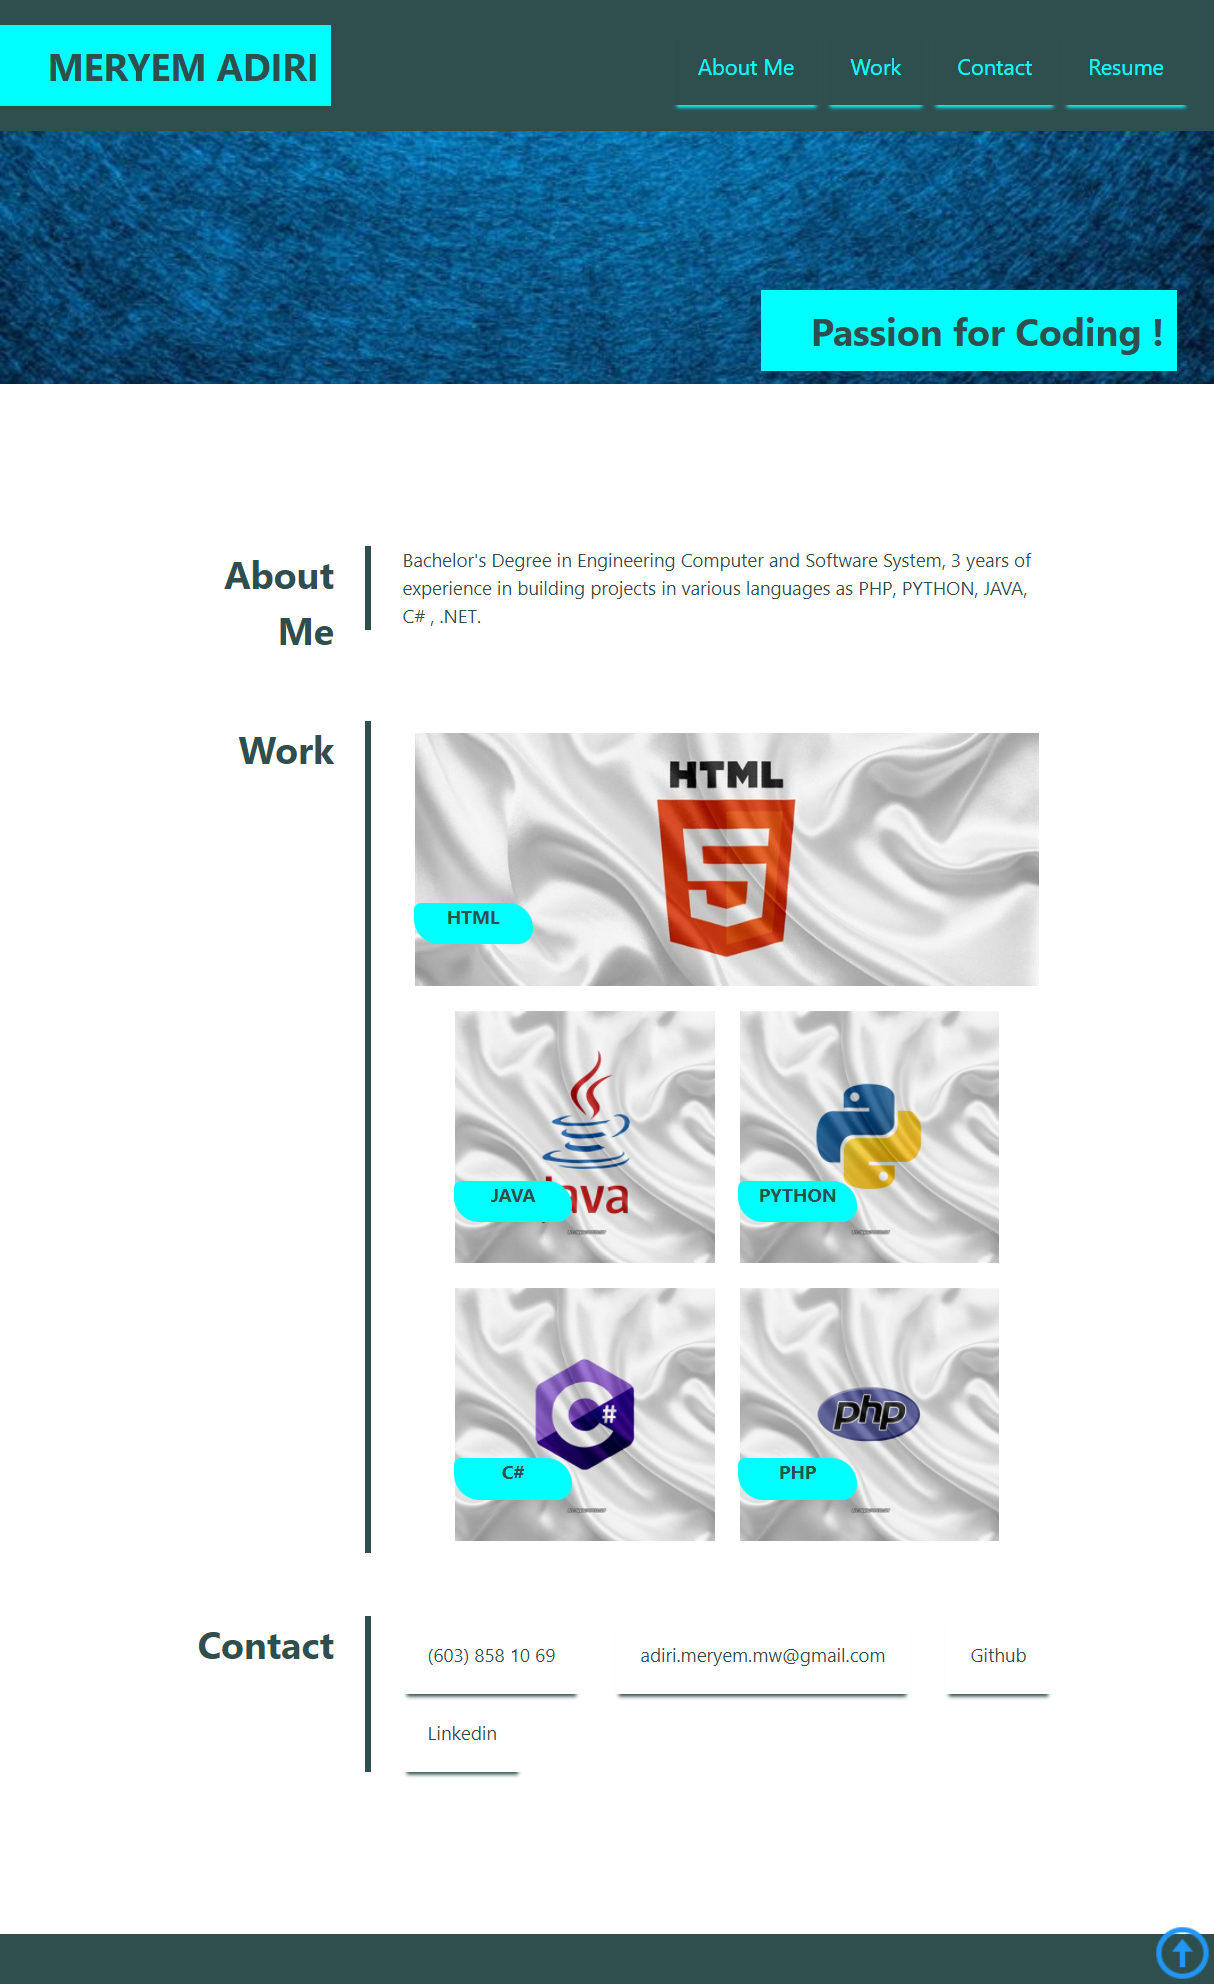 MERYEM ADIRI
About Me
Work
Contact
Resume
Passion for Coding !
About
Me
Bachelor's Degree in Engineering Computer and Software System, 3 years of
experience in building projects in various languages as PHP, PYTHON, JAVA,
C# , .NET.
Work
HTML
5
HTML
JAVA
PYTHON
C#
C#
PHP
php
Contact
(603) 858 10 69
adiri.meryem.mw@gmail.com
Github
Linkedin